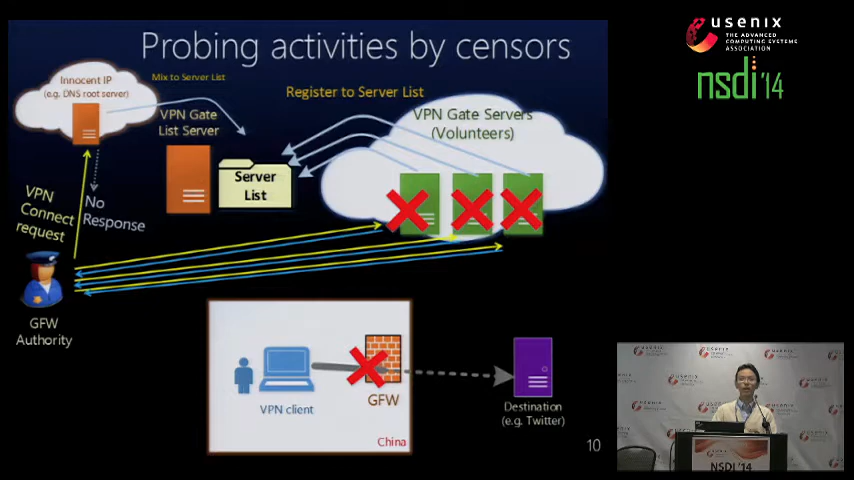 Probing activities by censors
Innocent IP
(e.g. DNS root server)
Mix to Server List
Register to Server List
VPN Gate
List Server
VPN Gate Servers
(Volunteers)
Server
List
VPN
Connect
request
No
Response
GFW
Authority
VPN client
GFW
China
Destination
(e.g. Twitter)
10
usenix
THE ADVANCED
COMPUTING SYSTEMS
ASSOCIATION
nsdi '14
NSDI '14